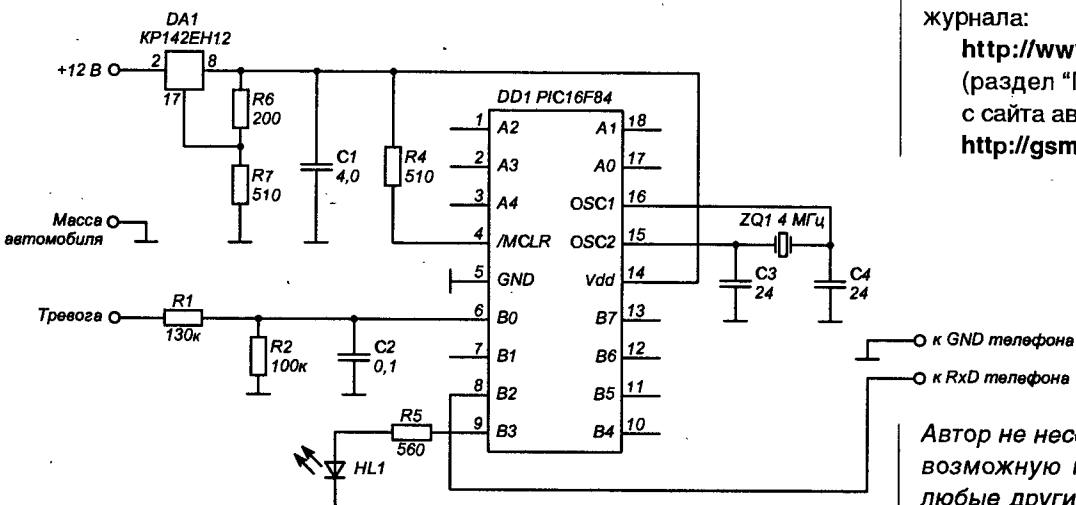 DA1
КР142ЕН12
+12 В
2
8
17
R6
200
R7
510
C1
4,0
R4
510
Масса
автомобиля
Тревога
R1
130к
R2
100к
C2
0,1
DD1 PIC16F84
1 A2
2 A3
3 A4
4 /MCLR
5 GND
6 B0
7 B1
8 B2
9 B3
A1 18
A0 17
OSC1 16
OSC2 15
Vdd 14
B7 13
B6 12
B5 11
B4 10
ZQ1 4 МГц
C3
24
C4
24
R5
560
HL1
к GND телефона
к RxD телефона
журнала:
http://ww
(раздел
с сайта ав
http://gsm
Автор не несе
возможную
любые други